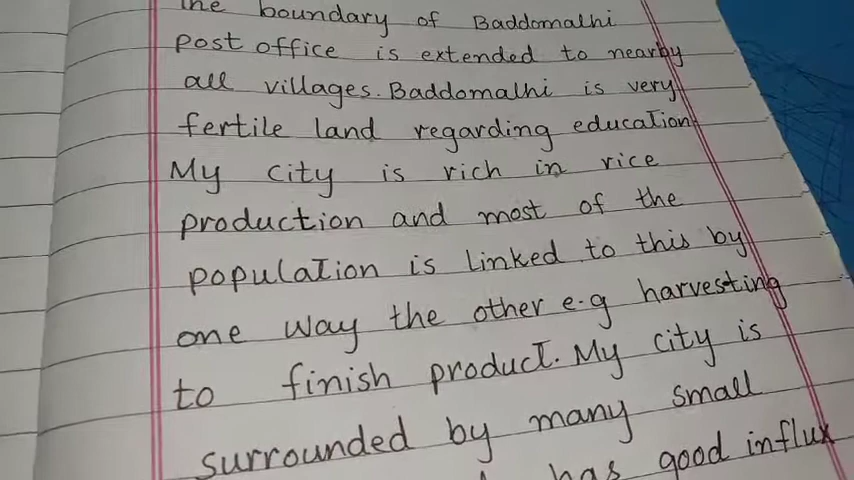 the boundary of Baddomalhi
post office is extended to nearby
all villages. Baddomalhi is very
fertile land regarding education
My city is rich in rice
production and most of the
population is linked to this by
one way the other e.g harvesting
to finish product. My city is
surrounded by many small
has good influx